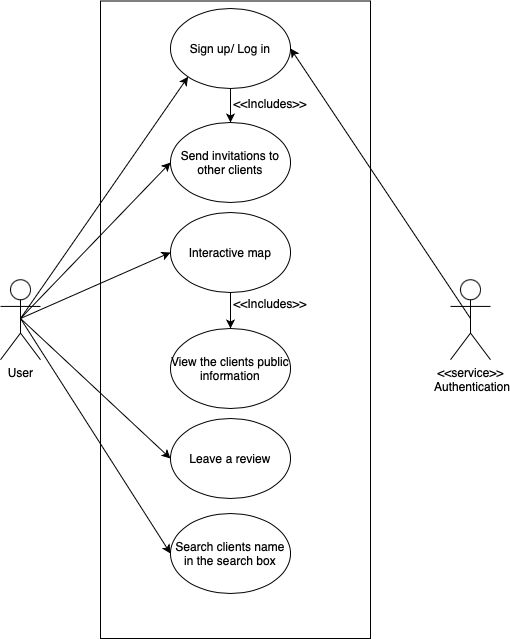 Sign up/ Log in
<<Includes>>
Send invitations to
other clients
Interactive map
<<Includes>>
View the clients public
information
Leave a review
Search clients name
in the search box
User
<<service>>
Authentication